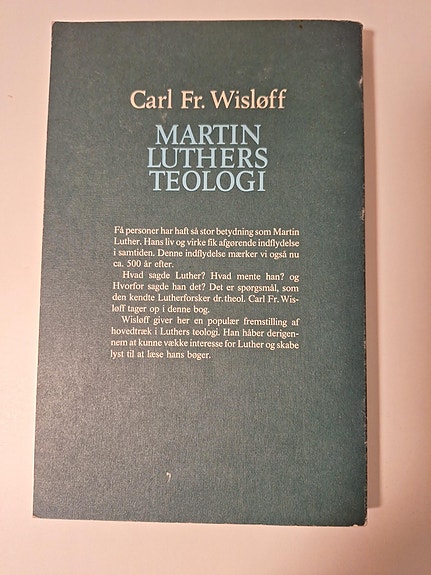 Carl Fr. Wisløff
MARTIN
LUTHERS
TEOLOGI
Få personer har haft så stor betydning som Martin
Luther. Hans liv og virke fik afgørende indflydelse
i samtiden. Denne indflydelse mærker vi også nu
ca. 500 år efter.
Hvad sagde Luther? Hvad mente han? og
Hvorfor sagde han det? Det er spørgsmål, som
den kendte Lutherforsker dr. theol. Carl Fr. Wis-
løff tager op i denne bog.
Wisløff giver her en populær fremstilling af
hovedtræk i Luthers teologi. Han håber derigen-
nem at kunne vække interesse for Luther og skabe
lyst til at læse hans bøger.